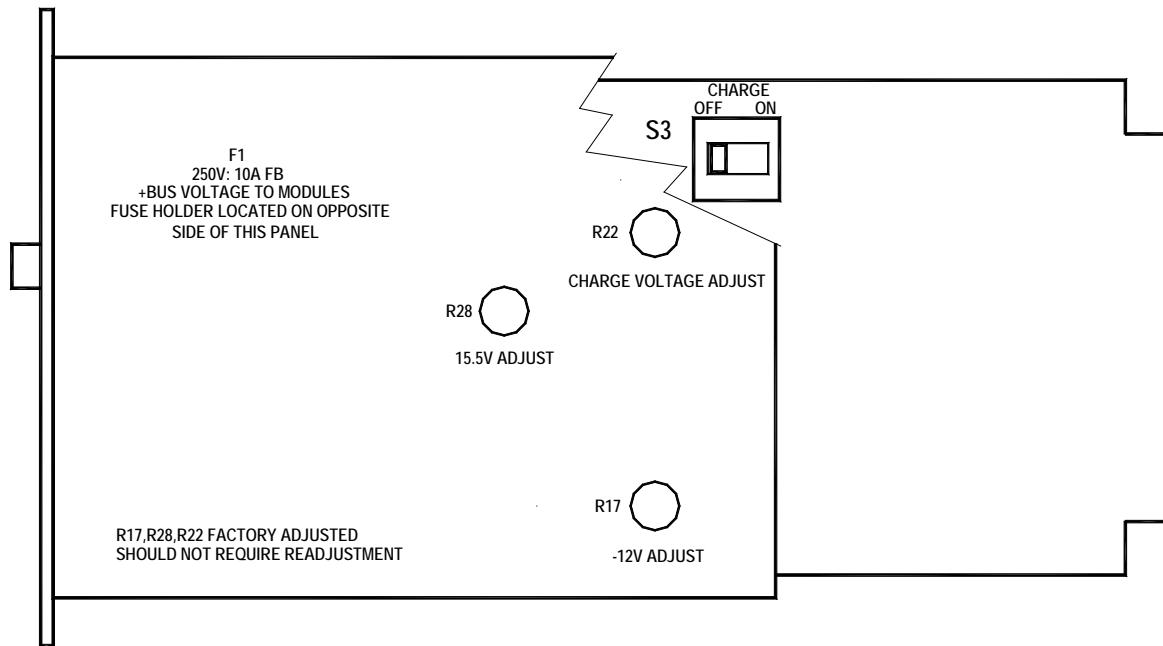 CHARGE
OFF ON
S3
F1
250V: 10A FB
+BUS VOLTAGE TO MODULES
FUSE HOLDER LOCATED ON OPPOSITE
SIDE OF THIS PANEL
R22
CHARGE VOLTAGE ADJUST
R28
15.5V ADJUST
R17
-12V ADJUST
R17,R28,R22 FACTORY ADJUSTED
SHOULD NOT REQUIRE READJUSTMENT